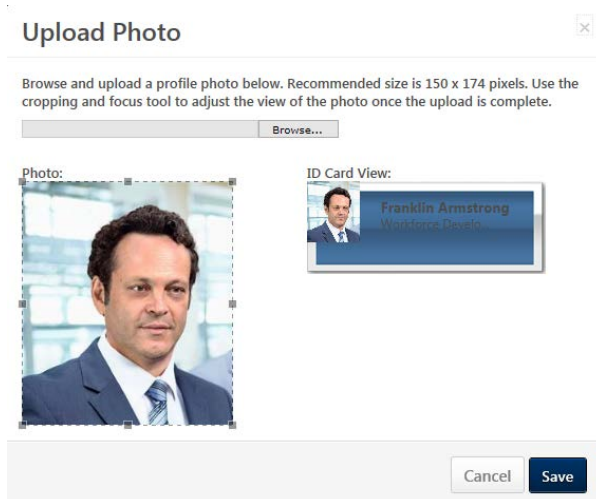 Upload Photo
Browse and upload a profile photo below. Recommended size is 150 x 174 pixels. Use the
cropping and focus tool to adjust the view of the photo once the upload is complete.
Browse...
Photo:
ID Card View:
Franklin Armstrong
Workforce Develo...
Cancel
Save